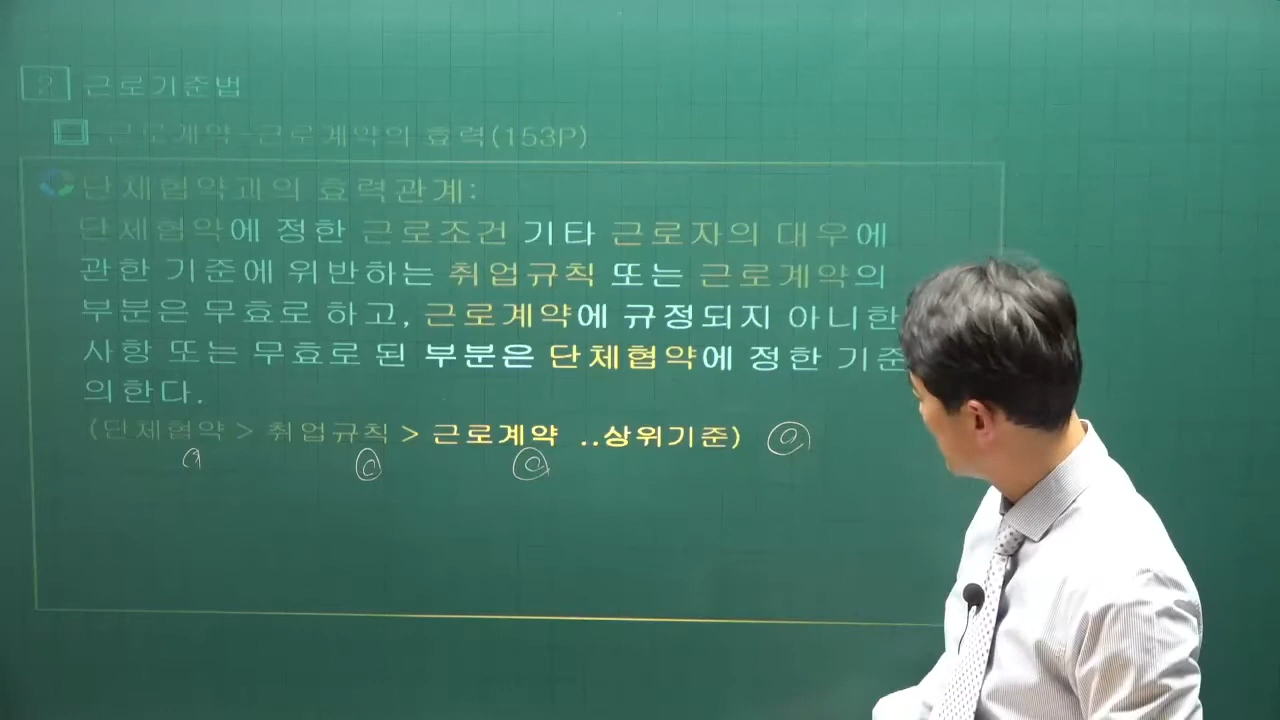 2 근로기준법
근로계약-근로계약의 효력(153P)
단체협약과의 효력관계:
단체협약에 정한 근로조건 기타 근로자의 대우에
관한 기준에 위반하는 취업규칙 또는 근로계약의
부분은 무효로 하고, 근로계약에 규정되지 아니한
사항 또는 무효로 된 부분은 단체협약에 정한 기준
의한다.
(단체협약 > 취업규칙 > 근로계약 ..상위기준)